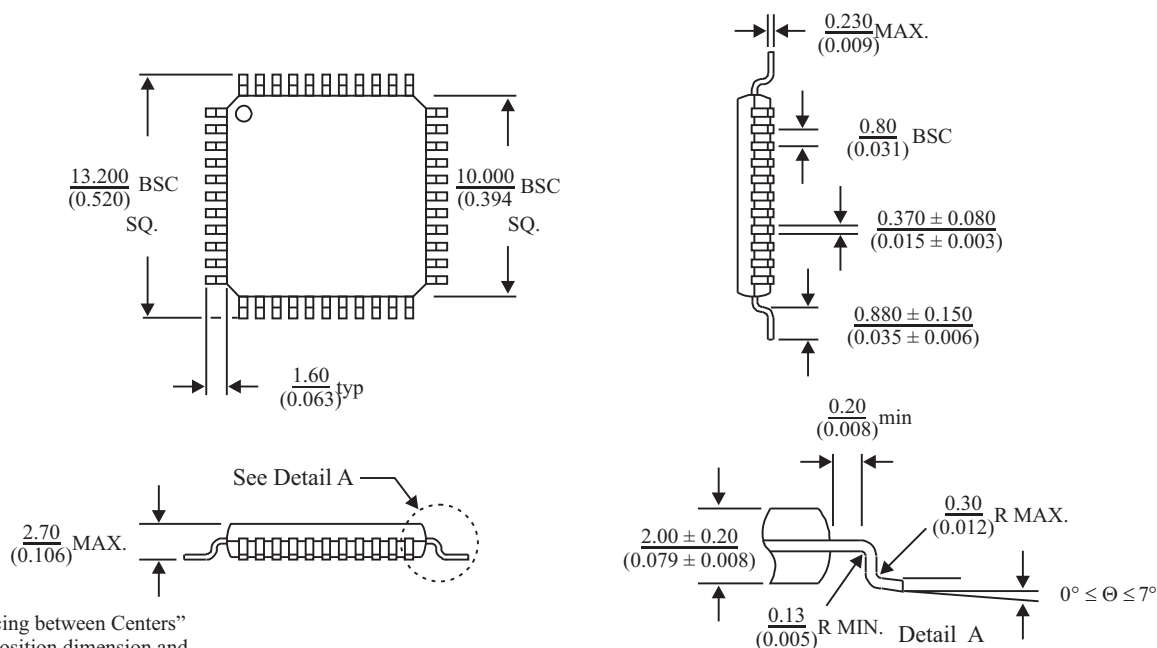 0.230
(0.009) MAX.
13.200
(0.520) BSC
SQ.
10.000
(0.394 BSC
SQ.
0.80
(0.031) BSC
0.370 ± 0.080
(0.015 ± 0.003)
0.880 ± 0.150
(0.035 ± 0.006)
1.60
(0.063) typ
0.20
(0.008) min
See Detail A
2.70
(0.106) MAX.
2.00 ± 0.20
(0.079 ± 0.008)
0.30
(0.012) R MAX.
0° ≤ Θ ≤ 7°
0.13
(0.005) R MIN.
Detail A
between Centers”
dimension and